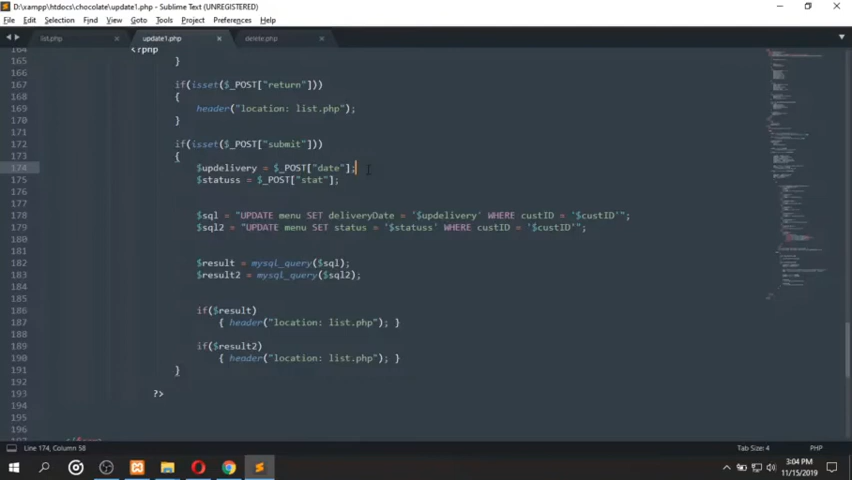 D:\xampp\htdocs\chocolate\update1.php - Sublime Text (UNREGISTERED)
File Edit Selection Find View Goto Tools Project Preferences Help
list.php update1.php delete.php
164 <?php
165 }
166
167 if(isset($_POST["return"]))
168 {
169 header("location: list.php");
170 }
171
172 if(isset($_POST["submit"]))
173 {
174 $updelivery = $_POST["date"];
175 $statuss = $_POST["stat"];
176
177
178 $sql = "UPDATE menu SET deliveryDate = '$updelivery' WHERE custID = '$custID'";
179 $sql2 = "UPDATE menu SET status = '$statuss' WHERE custID = '$custID'";
180
181
182 $result = mysql_query($sql);
183 $result2 = mysql_query($sql2);
184
185
186 if($result)
187 { header("location: list.php"); }
188
189 if($result2)
190 { header("location: list.php"); }
191 }
192
193 ?>
194
195
196
Line 174, Column 58 Tab Size: 4 PHP
3:04 PM
11/15/2019